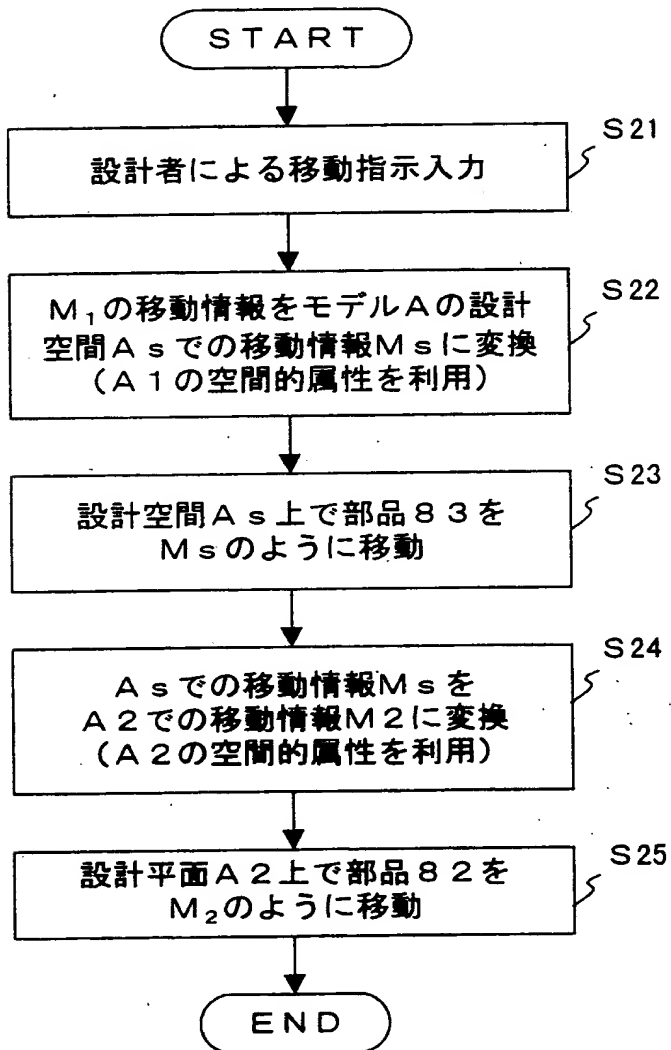 START
設計者による移動指示入力
S21
M₁の移動情報をモデルAの設計
空間Asでの移動情報Msに変換
(A1の空間的属性を利用)
S22
設計空間As上で部品83を
Msのように移動
S23
Asでの移動情報Msを
A2での移動情報M2に変換
(A2の空間的属性を利用)
S24
設計平面A2上で部品82を
M₂のように移動
S25
END